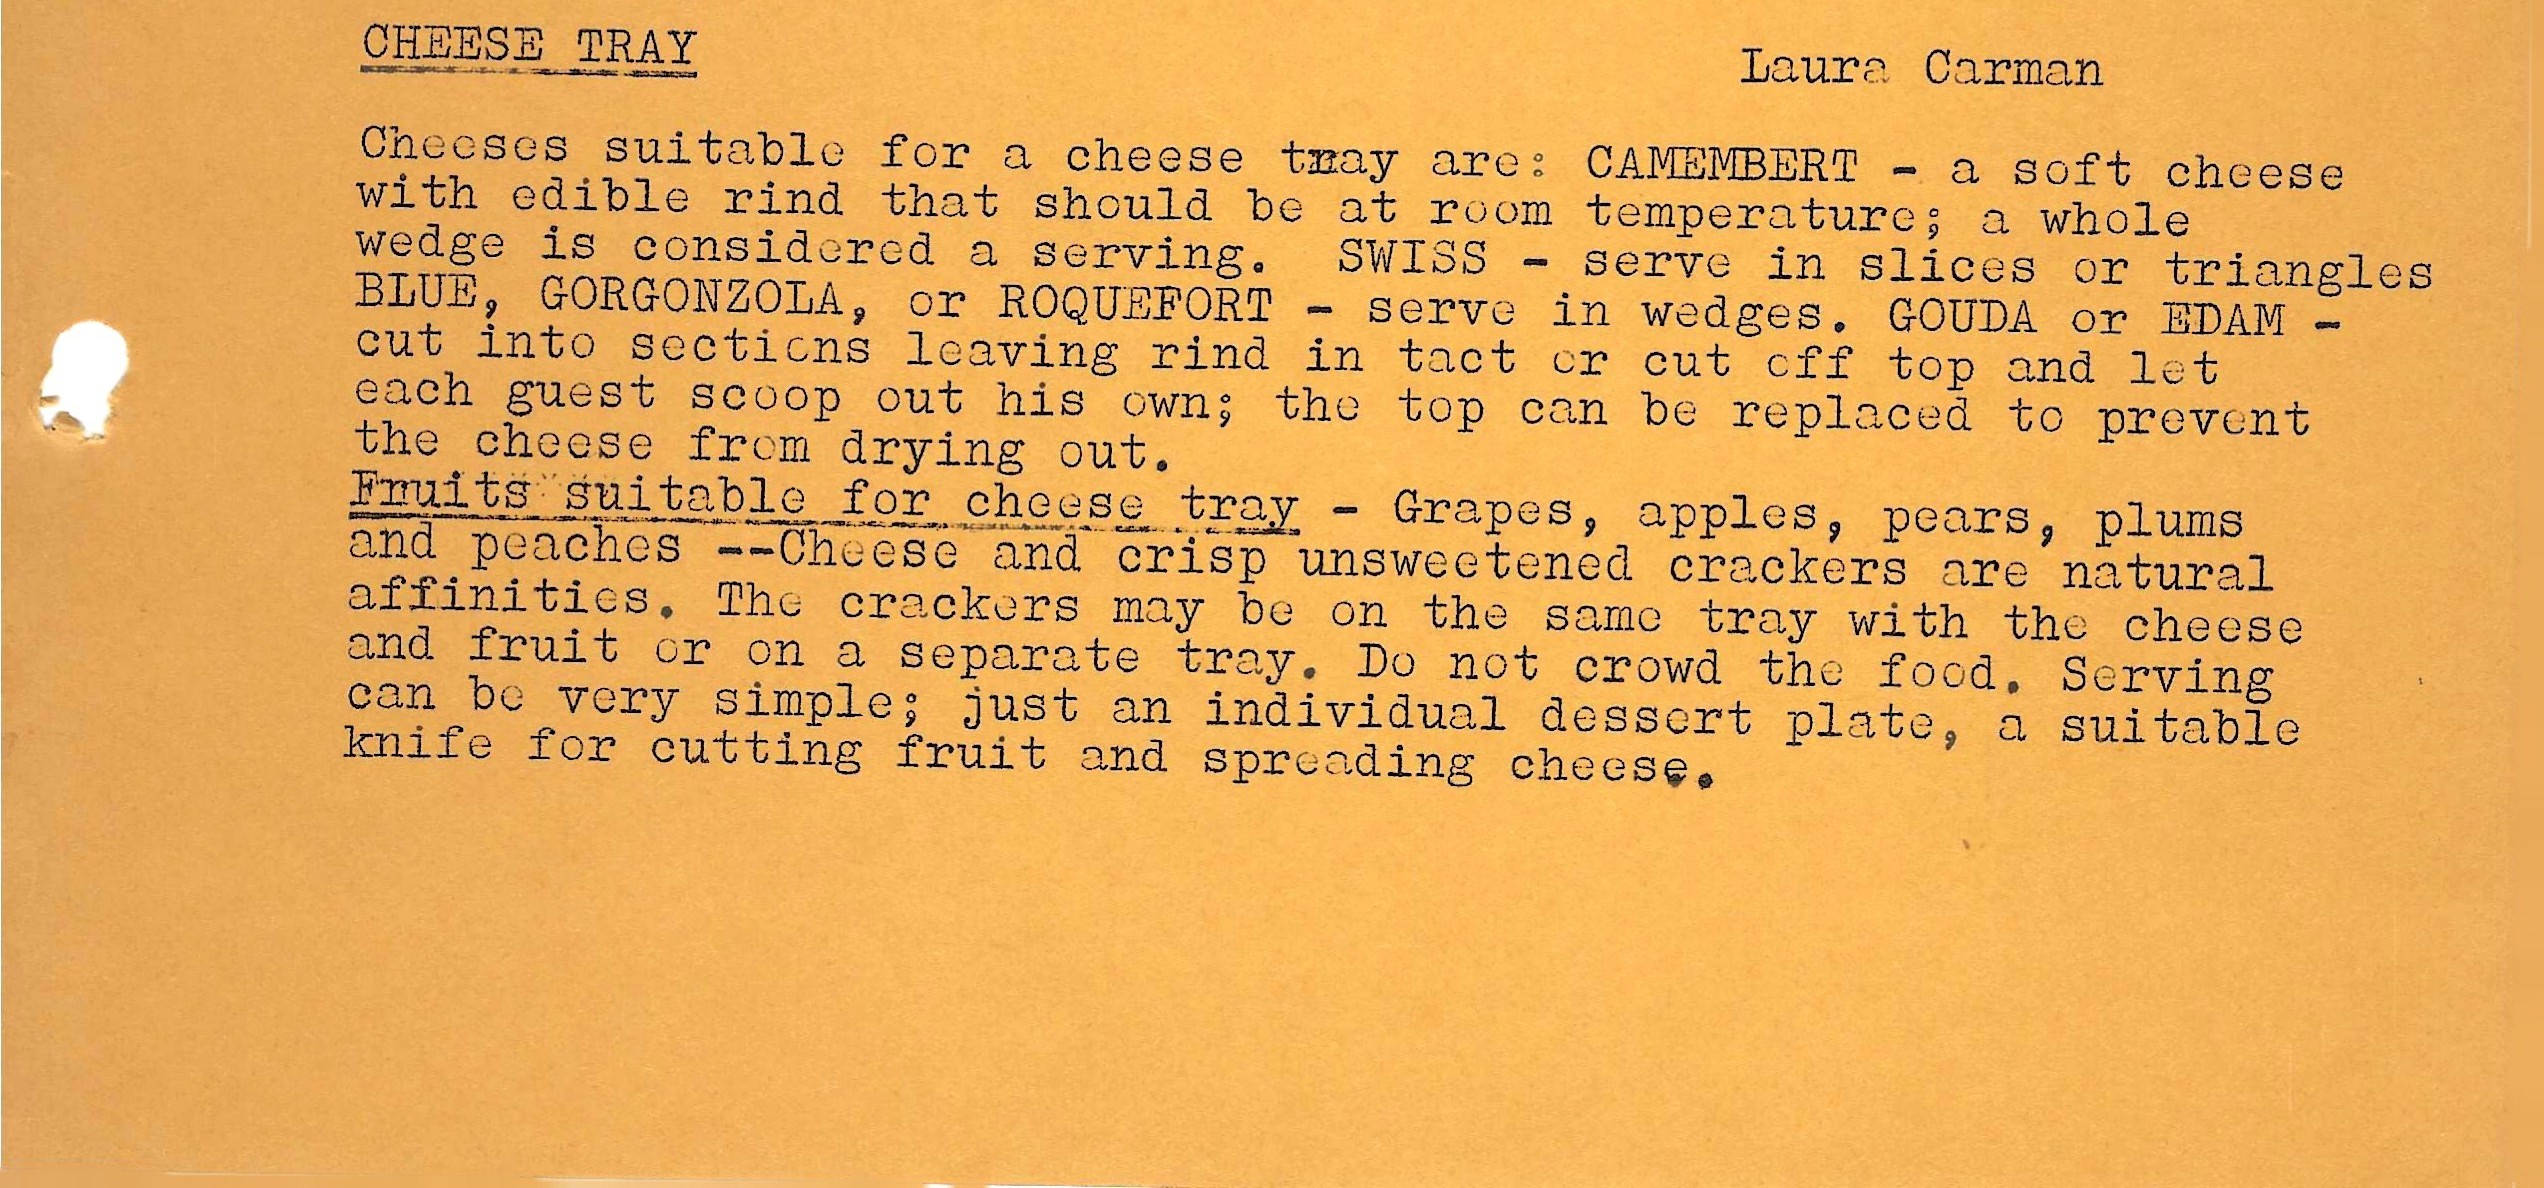 CHEESE TRAY
Laura Carman
Cheeses suitable for a cheese tray are: CAMEMBERT - a soft cheese
with edible rind that should be at room temperature; a whole
wedge is considered a serving. SWISS - serve in slices or triangles
BLUE, GORGONZOLA, or ROQUEFORT - serve in wedges. GOUDA or EDAM -
cut into sections leaving rind in tact or cut off top and let
each guest scoop out his own; the top can be replaced to prevent
the cheese from drying out.
Fruits suitable for cheese tray - Grapes, apples, pears, plums
and peaches --Cheese and crisp unsweetened crackers are natural
affinities. The crackers may be on the same tray with the cheese
and fruit or on a separate tray. Do not crowd the food. Serving
can be very simple; just an individual dessert plate, a suitable
knife for cutting fruit and spreading cheese.